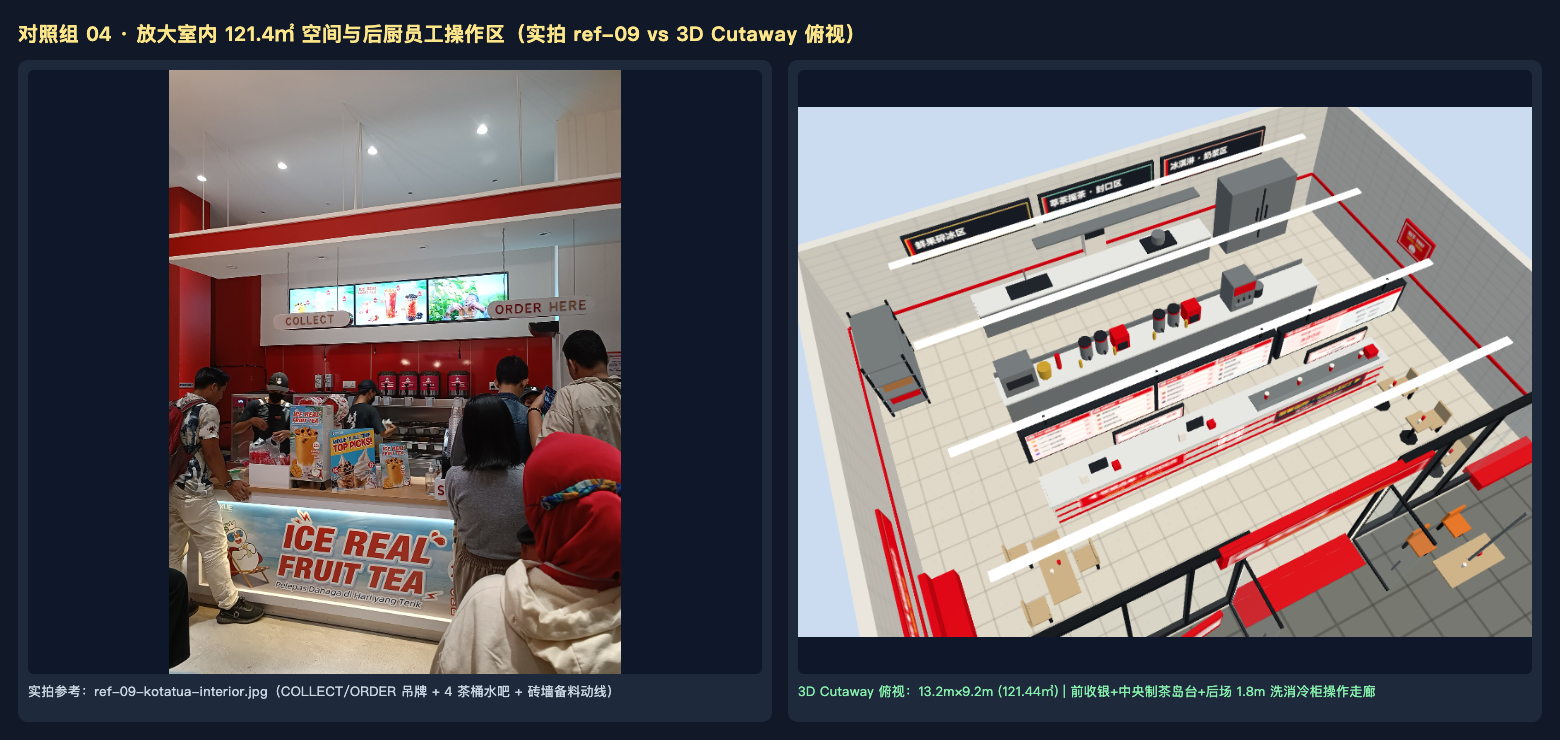 对照组 04 · 放大室内 121.4㎡ 空间与后厨员工操作区（实拍 ref-09 vs 3D Cutaway 俯视）
COLLECT
ORDER HERE
ICE REAL
FRUIT TEA
TOP PICKS!
ICE REAL
FRUIT TEA
Pelepas Dahaga di Hari yang Terik
鲜果碎冰区
萃茶摇茶 · 封口区
冰淇淋 · 奶浆区
实拍参考：ref-09-kotatua-interior.jpg（COLLECT/ORDER 吊牌 + 4 茶桶水吧 + 砖墙备料动线）
3D Cutaway 俯视：13.2m×9.2m (121.44㎡) | 前收银+中央制茶岛台+后场 1.8m 洗消冷柜操作走廊